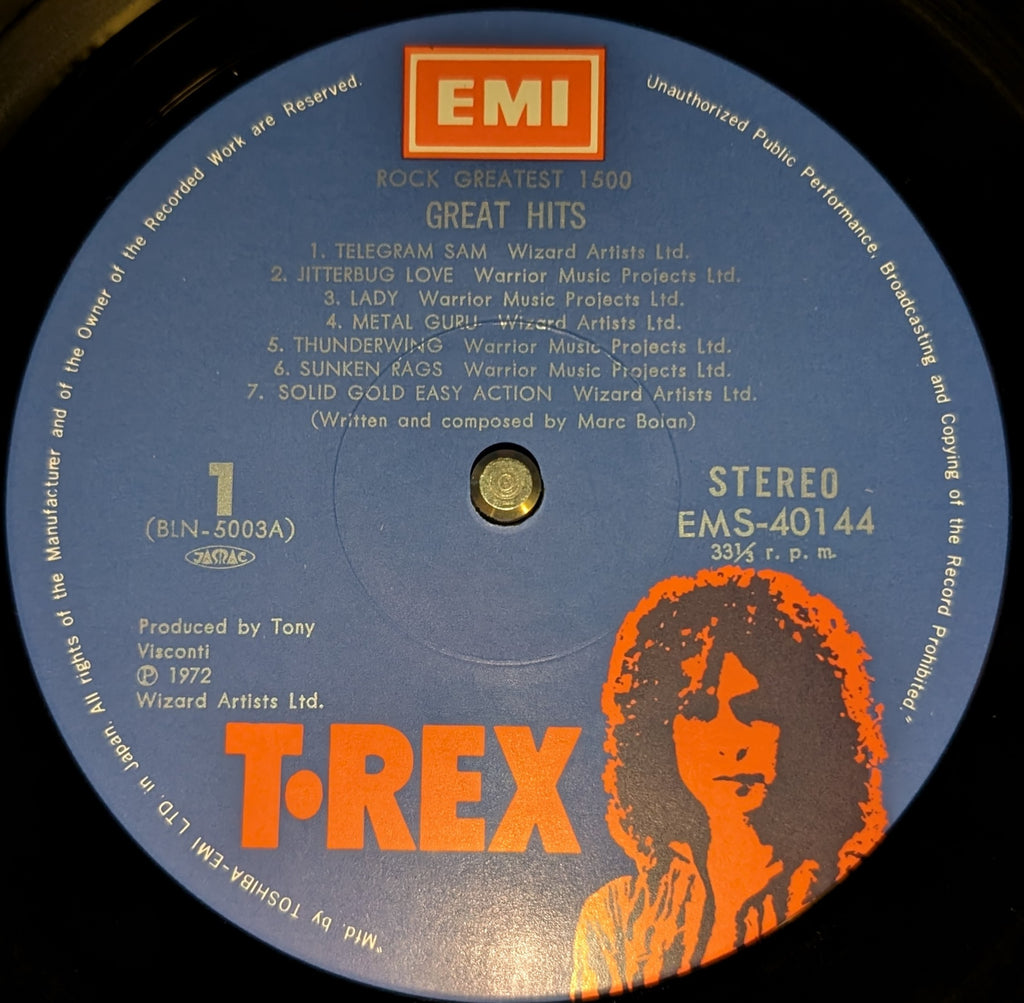 EMI
ROCK GREATEST 1500
GREAT HITS
1. TELEGRAM SAM Wizard Artists Ltd.
2. JITTERBUG LOVE Warrior Music Projects Ltd.
3. LADY Warrior Music Projects Ltd.
4. METAL GURU Wizard Artists Ltd.
5. THUNDERWING Warrior Music Projects Ltd.
6. SUNKEN RAGS Warrior Music Projects Ltd.
7. SOLID GOLD EASY ACTION Wizard Artists Ltd.
(Written and composed by Marc Bolan)
1
(BLN-5003A)
JASRAC
STEREO
EMS-40144
33⅓ r. p. m.
Produced by Tony
Visconti
Ⓟ 1972
Wizard Artists Ltd.
T·REX
"Mfd. by TOSHIBA-EMI LTD. in Japan. All rights of the Manufacturer and of the Owner of the Recorded Work are Reserved.
Unauthorized Public Performance, Broadcasting and Copying of the Record Prohibited."